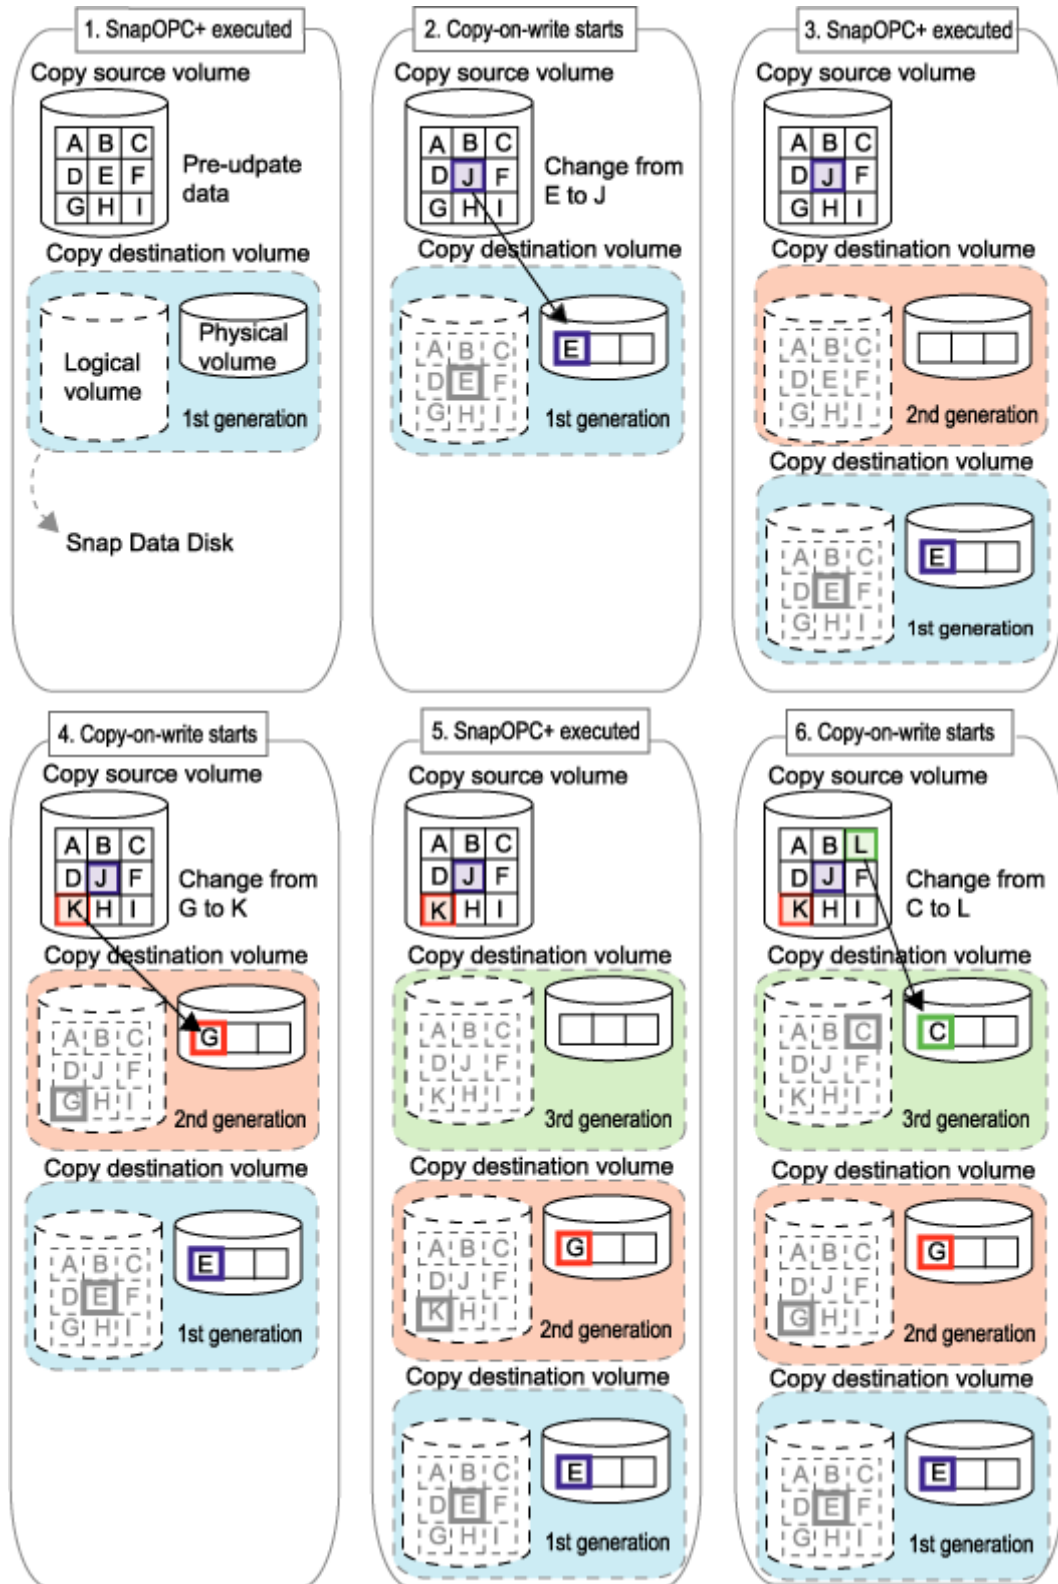 1. SnapOPC+ executed
Copy source volume
A B C
D E F
G H I
Pre-udpate
data
Copy destination volume
Logical
volume
Physical
volume
1st generation
Snap Data Disk
2. Copy-on-write starts
Copy source volume
A B C
D J F
G H I
Change from
E to J
Copy destination volume
A B C
D E F
G H I
E
1st generation
3. SnapOPC+ executed
Copy source volume
A B C
D J F
G H I
Copy destination volume
A B C
D E F
G H I
2nd generation
Copy destination volume
A B C
D E F
G H I
E
1st generation
4. Copy-on-write starts
Copy source volume
A B C
D J F
K H I
Change from
G to K
Copy destination volume
A B C
D J F
G H I
G
2nd generation
Copy destination volume
A B C
D E F
G H I
E
1st generation
5. SnapOPC+ executed
Copy source volume
A B C
D J F
K H I
Copy destination volume
A B C
D J F
K H I
3rd generation
Copy destination volume
A B C
D J F
K H I
G
2nd generation
Copy destination volume
A B C
D E F
G H I
E
1st generation
6. Copy-on-write starts
Copy source volume
A B L
D J F
K H I
Change from
C to L
Copy destination volume
A B C
D J F
K H I
C
3rd generation
Copy destination volume
A B C
D J F
G H I
G
2nd generation
Copy destination volume
A B C
D E F
G H I
E
1st generation